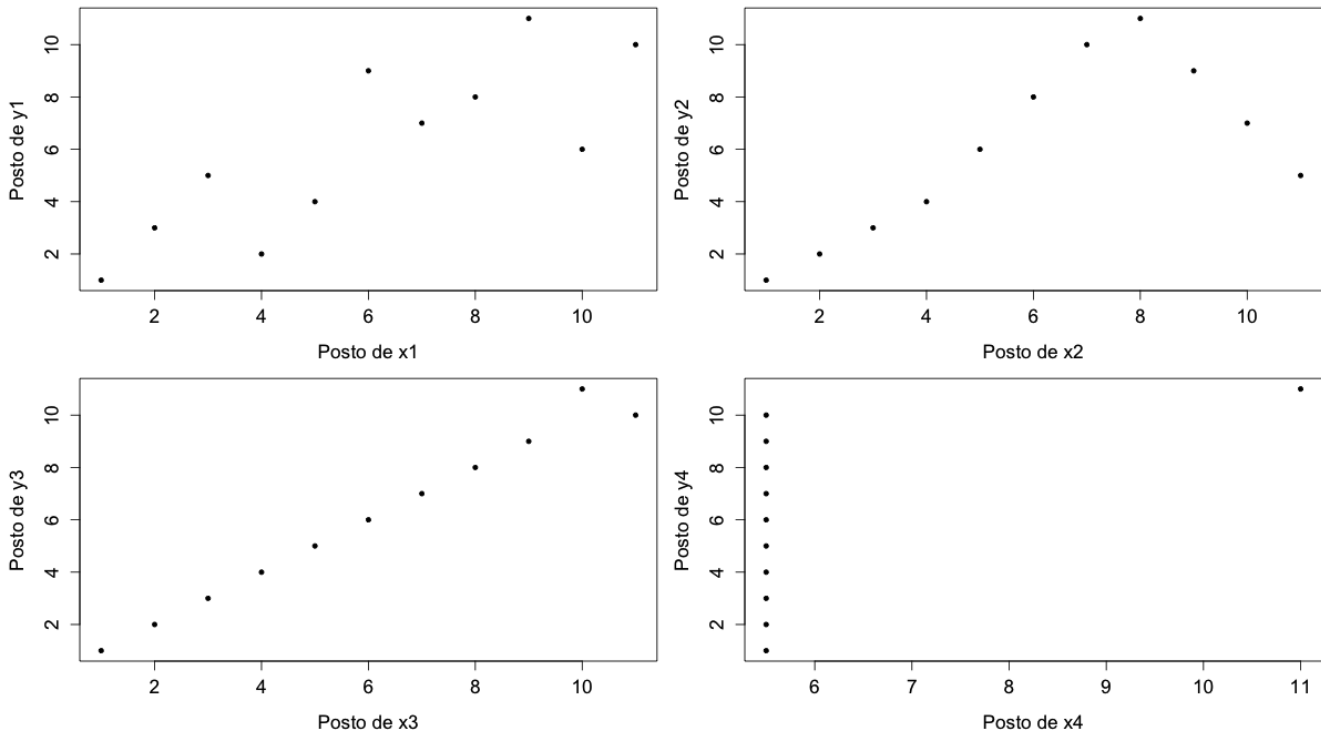 10
8
6
4
2
Posto de y1
2 4 6 8 10
Posto de x1
10
8
6
4
2
Posto de y2
2 4 6 8 10
Posto de x2
10
8
6
4
2
Posto de y3
2 4 6 8 10
Posto de x3
10
8
6
4
2
Posto de y4
6 7 8 9 10 11
Posto de x4